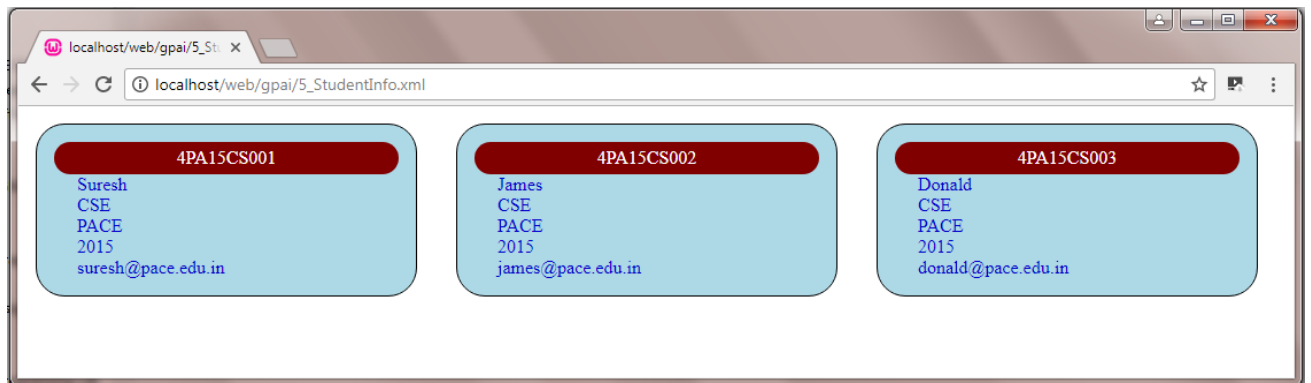 localhost/web/gpai/5_Stu
localhost/web/gpai/5_StudentInfo.xml
4PA15CS001
Suresh
CSE
PACE
2015
suresh@pace.edu.in
4PA15CS002
James
CSE
PACE
2015
james@pace.edu.in
4PA15CS003
Donald
CSE
PACE
2015
donald@pace.edu.in